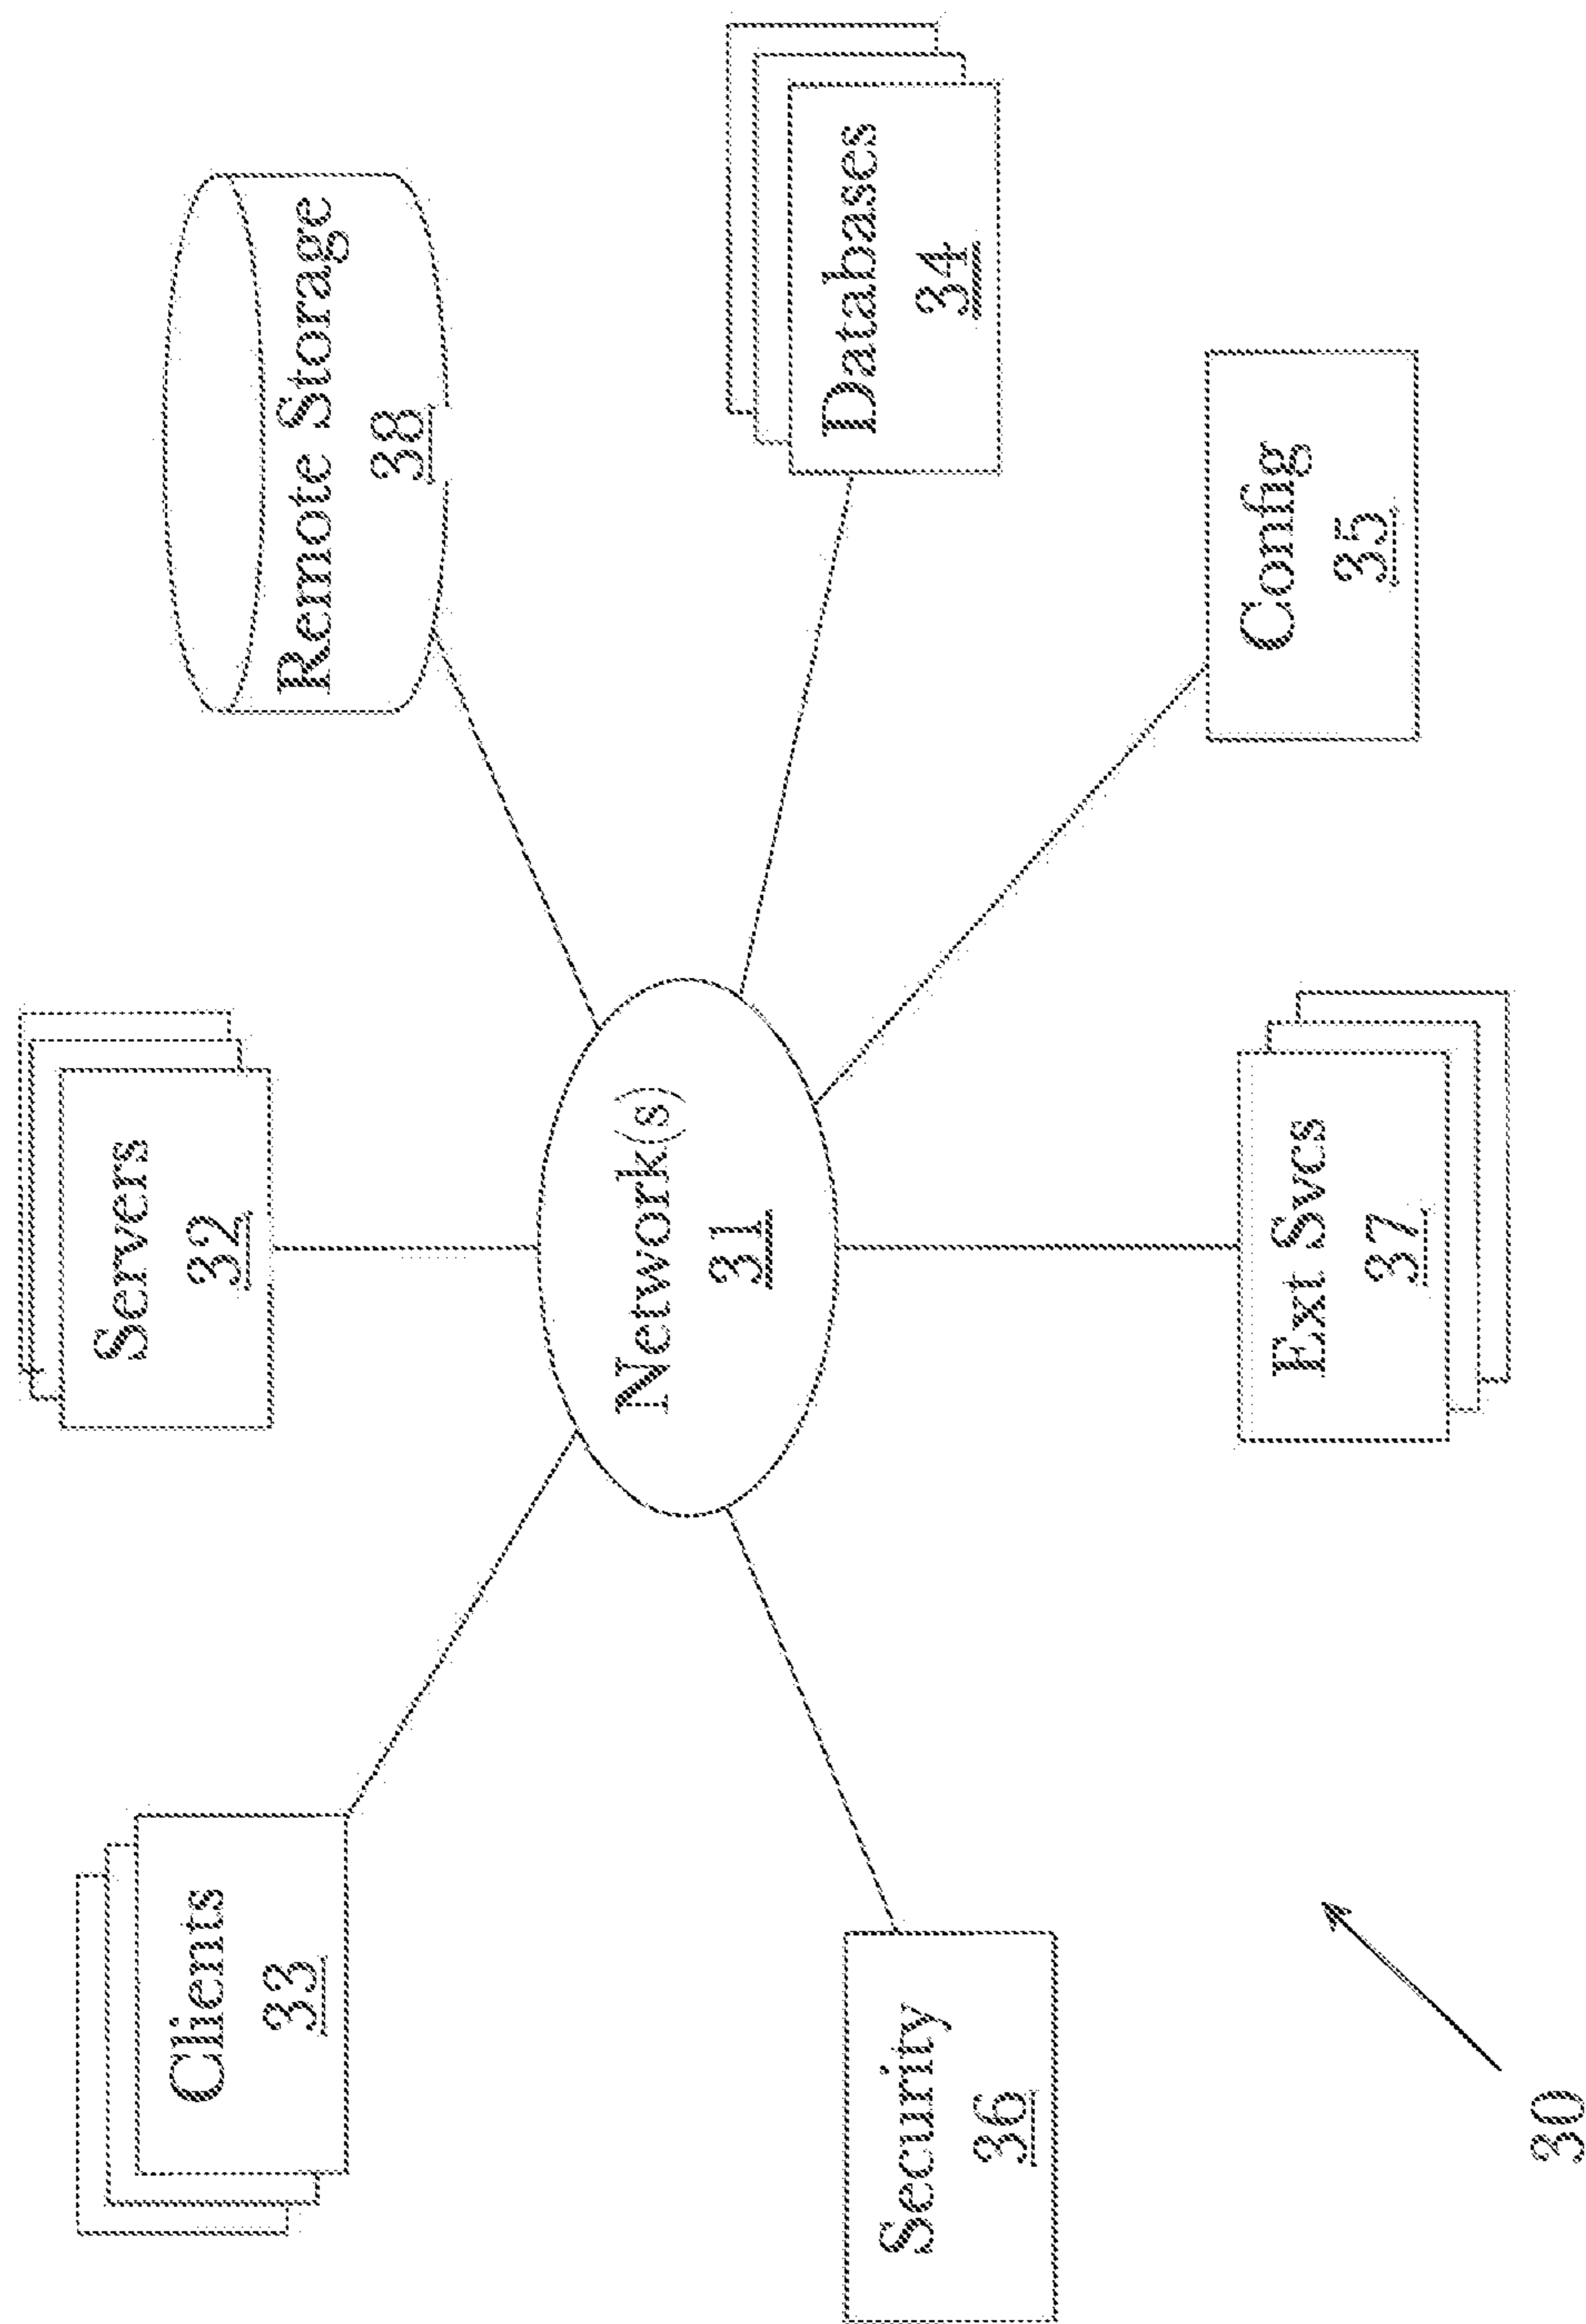 Clients
33
Servers
32
Remote Storage
38
Network(s)
31
Databases
34
Security
36
Ext Svcs
37
Config
35
30